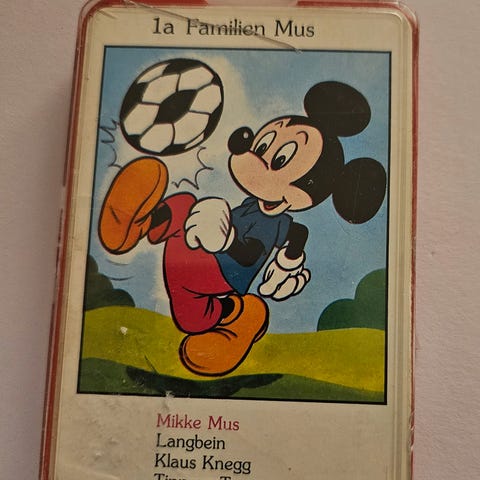 1a Familien Mus
Mikke Mus
Langbein
Klaus Knegg